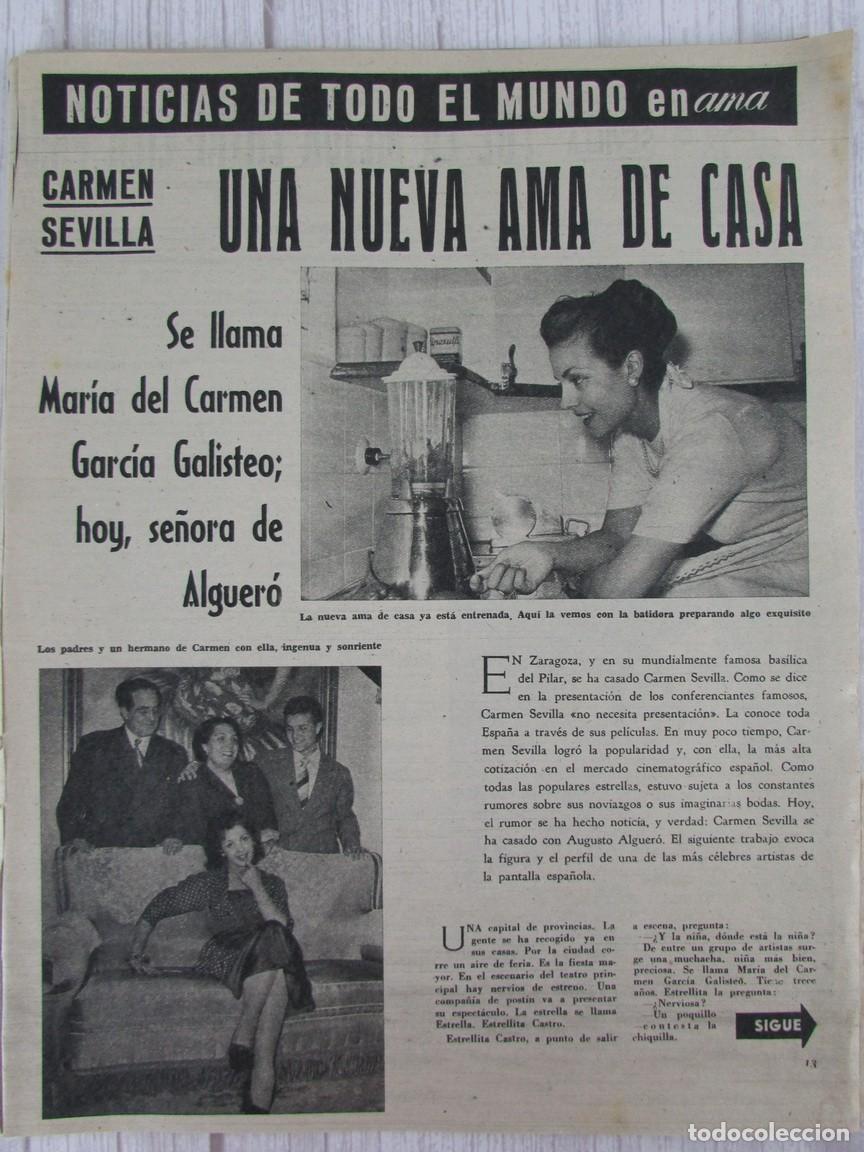 NOTICIAS DE TODO EL MUNDO en ama
CARMEN
SEVILLA
UNA NUEVA AMA DE CASA
Se llama
María del Carmen
García Galisteo;
hoy, señora de
Algueró
La nueva ama de casa ya está entrenada. Aquí la vemos con la batidora preparando algo exquisito
Los padres y un hermano de Carmen con ella, ingenua y sonriente
EN Zaragoza, y en su mundialmente famosa basílica
del Pilar, se ha casado Carmen Sevilla. Como se dice
en la presentación de los conferenciantes famosos,
Carmen Sevilla «no necesita presentación». La conoce toda
España a través de sus películas. En muy poco tiempo, Car-
men Sevilla logró la popularidad y, con ella, la más alta
cotización en el mercado cinematográfico español. Como
todas las populares estrellas, estuvo sujeta a los constantes
rumores sobre sus noviazgos o sus imaginarias bodas. Hoy,
el rumor se ha hecho noticia, y verdad: Carmen Sevilla se
ha casado con Augusto Algueró. El siguiente trabajo evoca
la figura y el perfil de una de las más célebres artistas de
la pantalla española.
UNA capital de provincias. La
gente se ha recogido ya en
sus casas. Por la ciudad co-
rre un aire de feria. Es la fiesta ma-
yor. En el escenario del teatro prin-
cipal hay nervios de estreno. Una
compañía de postín va a presentar
su espectáculo. La estrella se llama
Estrella. Estrellita Castro.
Estrellita Castro, a punto de salir
a escena, pregunta:
—¿Y la niña, dónde está la niña?
De entre un grupo de artistas sur-
ge una muchacha, niña más bien,
preciosa. Se llama María del Car-
men García Galisteo. Tiene trece
años. Estrellita la pregunta:
—¿Nerviosa?
—Un poquillo
—contesta la
chiquilla.
SIGUE
13
todocoleccion